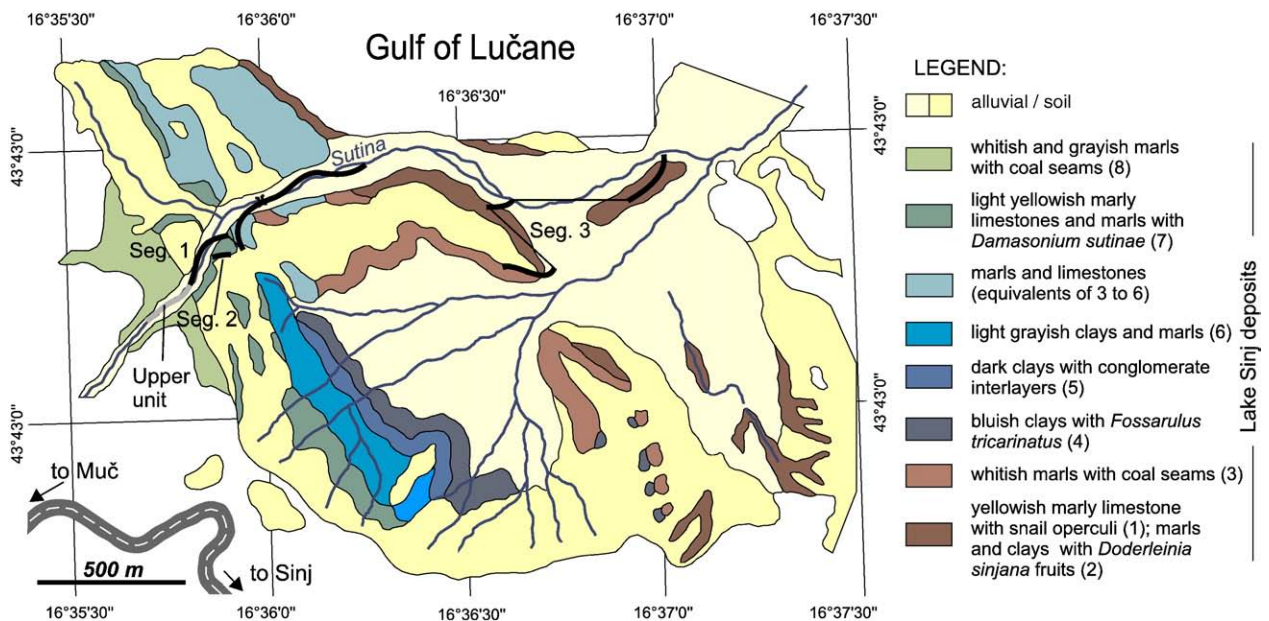 16°35'50"
16°36'0"
16°37'0"
16°37'30"
Gulf of Lučane
16°36'30"
43°43'0"
43°43'0"
Sutina
Seg. 1
Seg. 3
Seg. 2
Upper
unit
43°43'0"
43°43'0"
to Muč
500 m
to Sinj
16°35'50"
16°36'0"
16°36'30"
16°37'0"
16°37'30"
LEGEND:
alluvial / soil
whitish and grayish marls
with coal seams (8)
light yellowish marly
limestones and marls with
Damasonium sutinae (7)
marls and limestones
(equivalents of 3 to 6)
light grayish clays and marls (6)
dark clays with conglomerate
interlayers (5)
bluish clays with Fossarulus
tricarinatus (4)
whitish marls with coal seams (3)
yellowish marly limestone
with snail operculi (1); marls
and clays with Doderleinia
sinjana fruits (2)
Lake Sinj deposits